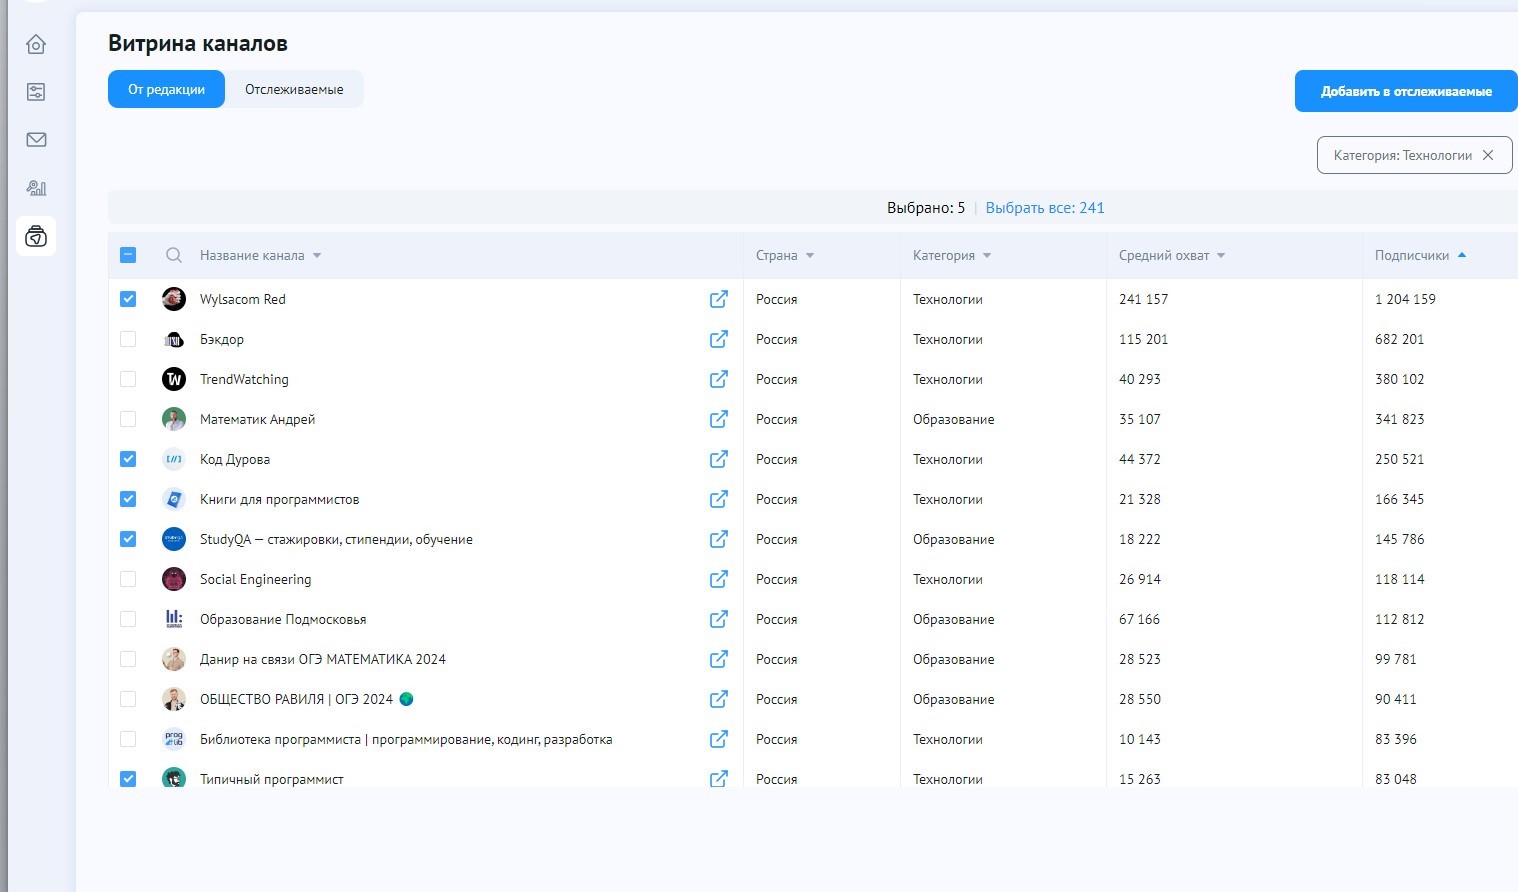 Витрина каналов
От редакции Отслеживаемые
Добавить в отслеживаемые
Категория: Технологии
Выбрано: 5 | Выбрать все: 241
Название канала Страна Категория Средний охват Подписчики
Wylsacom Red Россия Технологии 241 157 1 204 159
Бэкдор Россия Технологии 115 201 682 201
TW TrendWatching Россия Технологии 40 293 380 102
Математик Андрей Россия Образование 35 107 341 823
[//] Код Дурова Россия Технологии 44 372 250 521
Книги для программистов Россия Технологии 21 328 166 345
StudyQA — стажировки, стипендии, обучение Россия Образование 18 222 145 786
Social Engineering Россия Технологии 26 914 118 114
Образование Подмосковья Россия Образование 67 166 112 812
Данир на связи ОГЭ МАТЕМАТИКА 2024 Россия Образование 28 523 99 781
ОБЩЕСТВО РАВИЛЯ | ОГЭ 2024 Россия Образование 28 550 90 411
prog lib Библиотека программиста | программирование, кодинг, разработка Россия Технологии 10 143 83 396
Типичный программист Россия Технологии 15 263 83 048